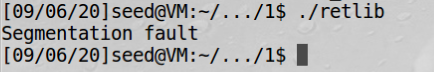 [09/06/20]seed@VM:~/.../1$ ./retlib
Segmentation fault
[09/06/20]seed@VM:~/.../1$